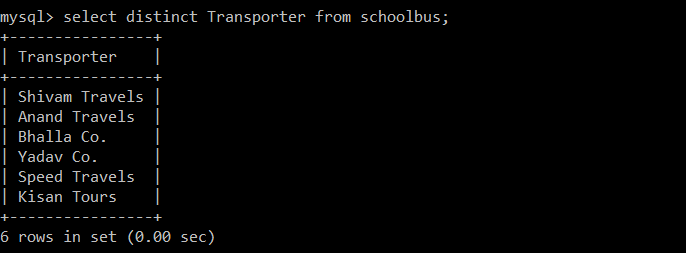 mysql> select distinct Transporter from schoolbus;
+----------------+
| Transporter    |
+----------------+
| Shivam Travels |
| Anand Travels  |
| Bhalla Co.     |
| Yadav Co.      |
| Speed Travels  |
| Kisan Tours    |
+----------------+
6 rows in set (0.00 sec)